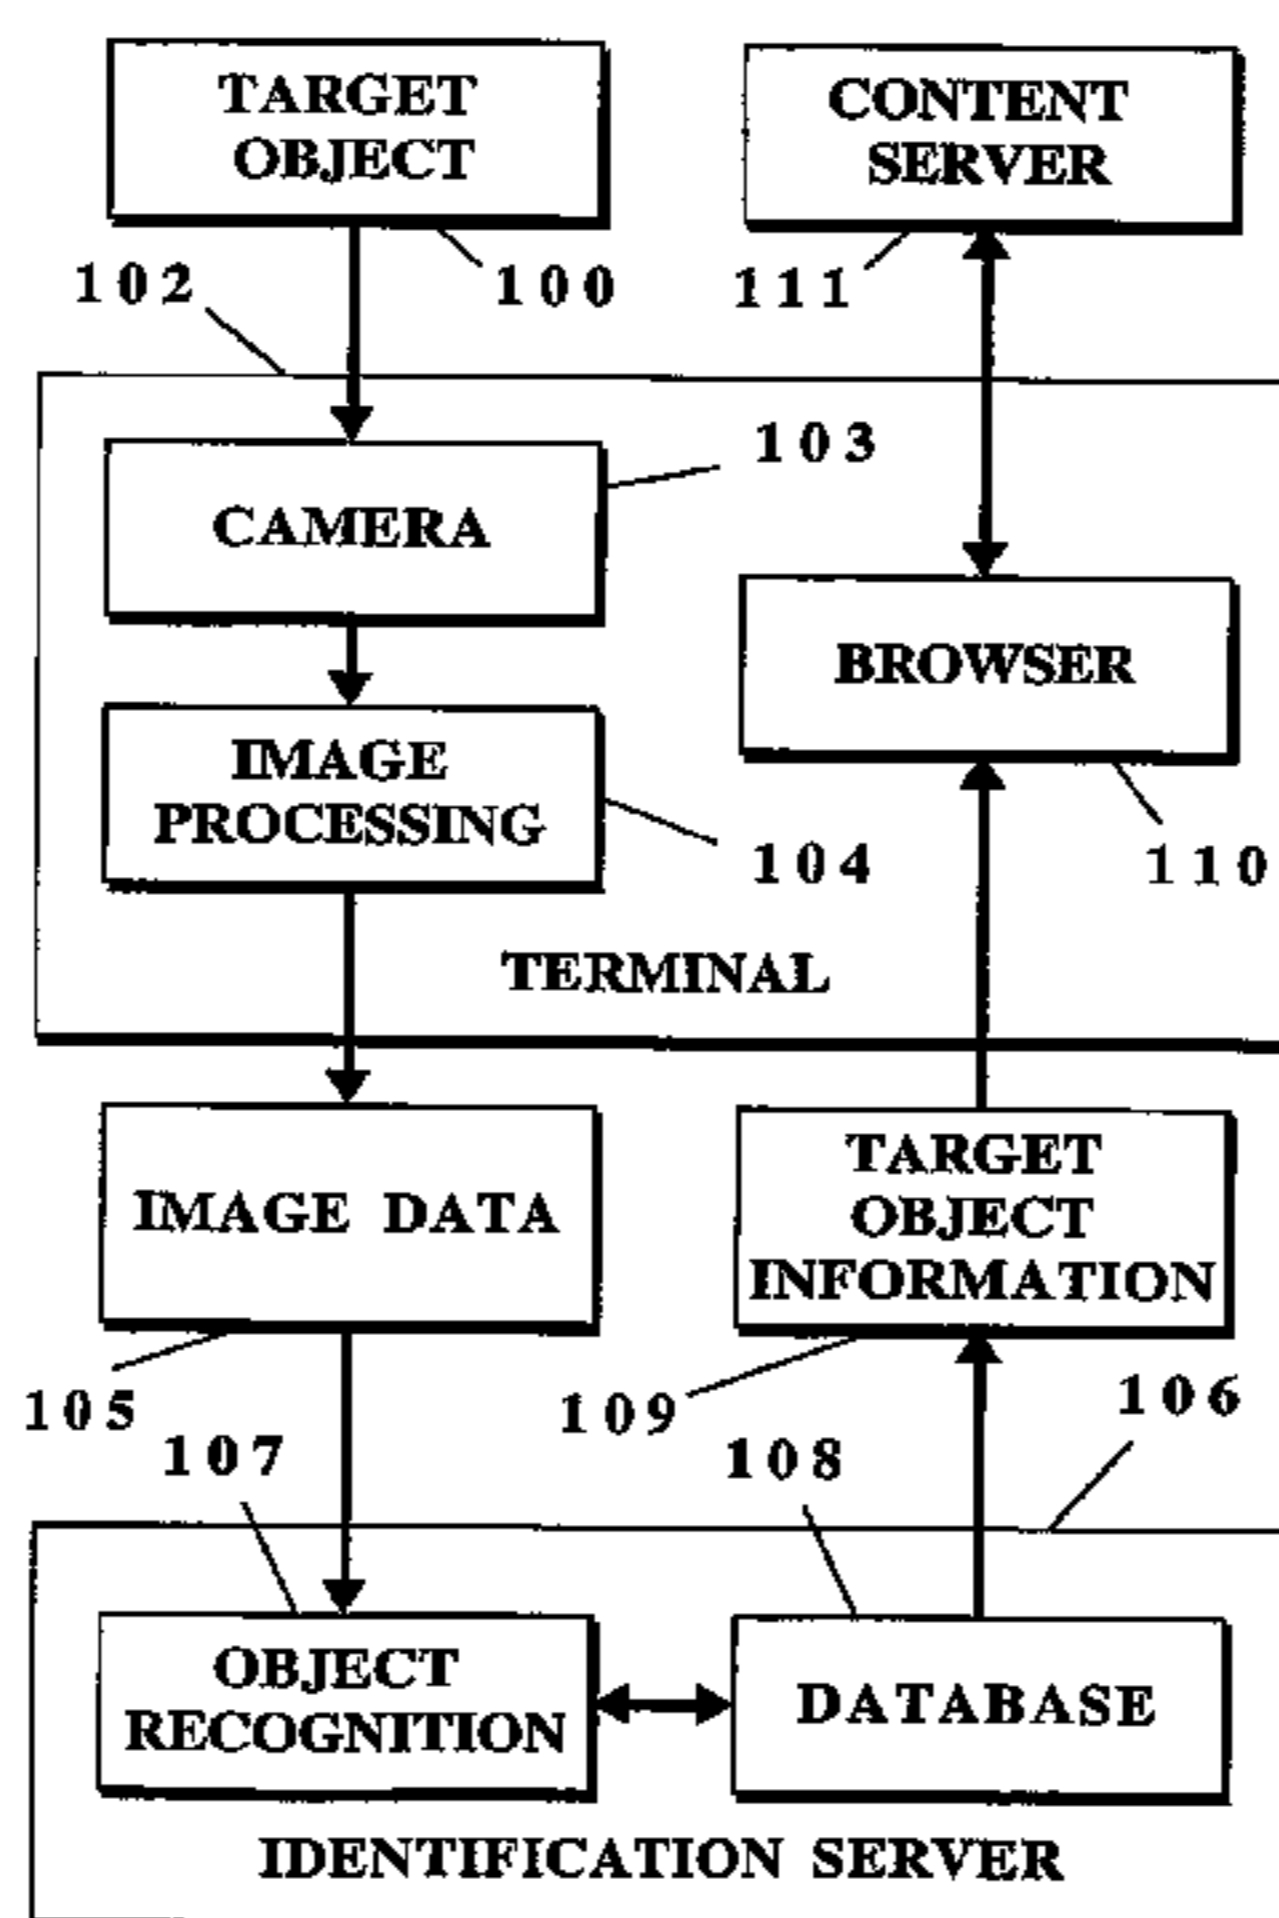 TARGET
OBJECT
CONTENT
SERVER
102
100
111
103
CAMERA
BROWSER
IMAGE
PROCESSING
104
110
TERMINAL
IMAGE DATA
TARGET
OBJECT
INFORMATION
105
109
106
107
108
OBJECT
RECOGNITION
DATABASE
IDENTIFICATION SERVER